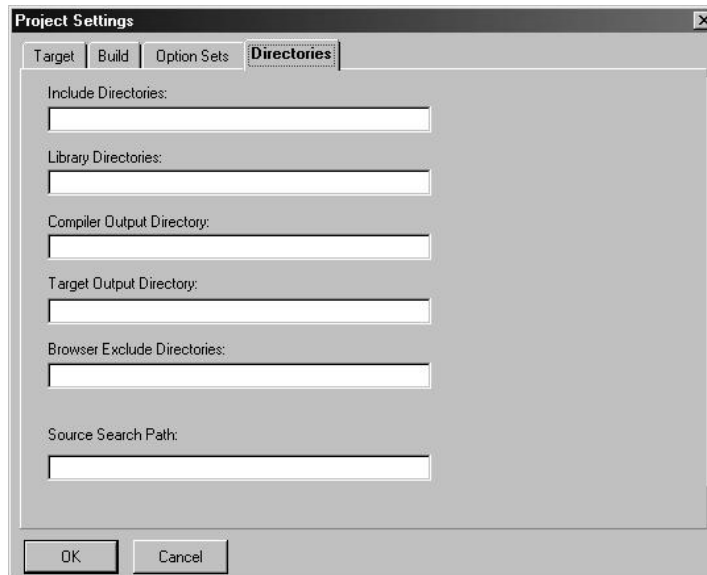 Project Settings
Target Build Option Sets Directories
Include Directories:
Library Directories:
Compiler Output Directory:
Target Output Directory:
Browser Exclude Directories:
Source Search Path:
OK Cancel